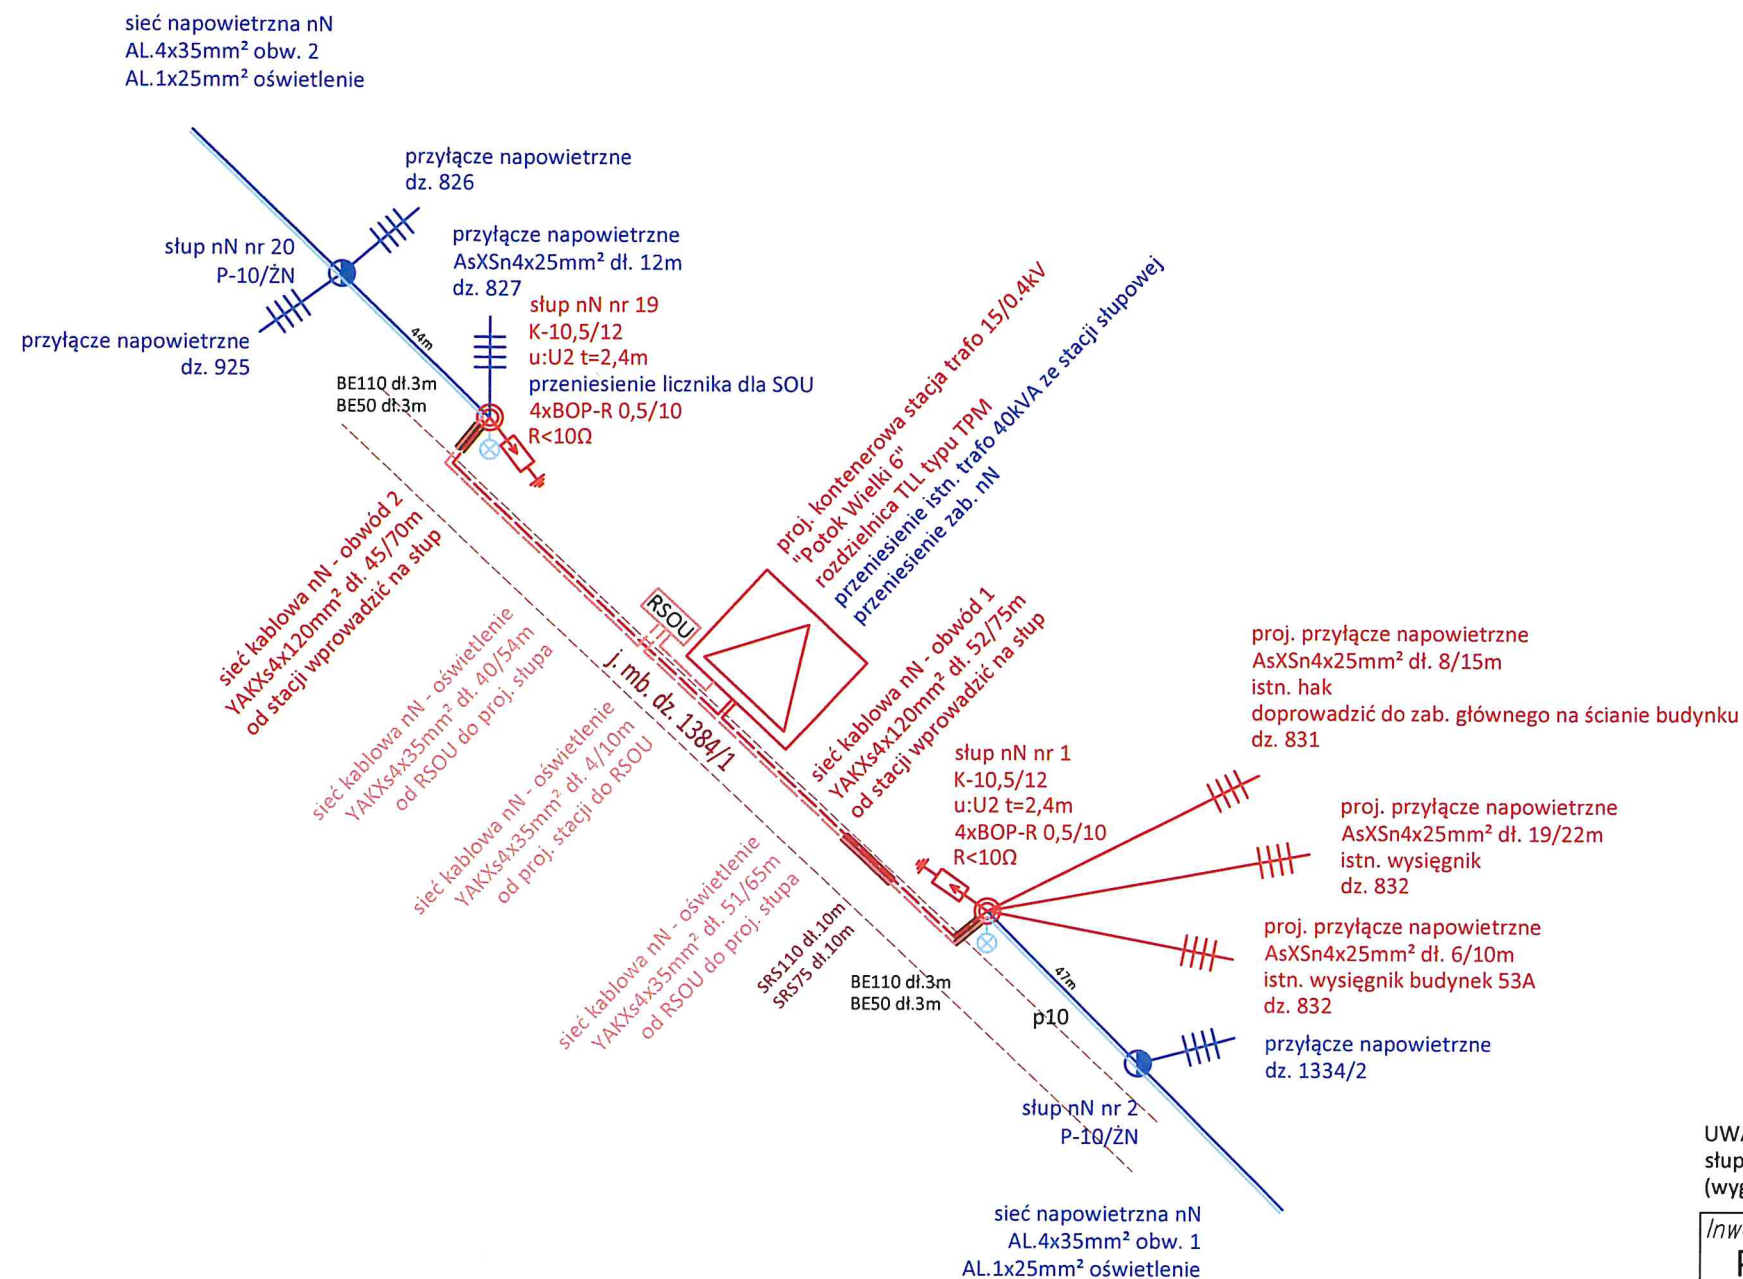 sieć napowietrzna nN
AL.4x35mm² obw. 2
AL.1x25mm² oświetlenie
przyłącze napowietrzne
dz. 826
słup nN nr 20
P-10/ŻN
przyłącze napowietrzne
AsXSn4x25mm² dł. 12m
dz. 827
przyłącze napowietrzne
dz. 925
44m
słup nN nr 19
K-10,5/12
u:U2 t=2,4m
przeniesienie licznika dla SOU
4xBOP-R 0,5/10
R<10Ω
BE110 dł.3m
BE50 dł.3m
proj. kontenerowa stacja trafo 15/0.4kV
"Potok Wielki 6"
rozdzielnica TLL typu TPM
przeniesienie istn. trafo 40kVA ze stacji słupowej
przeniesienie zab. nN
sieć kablowa nN - obwód 2
YAKXs4x120mm² dł. 45/70m
od stacji wprowadzić na słup
RSOU
j. mb. dz. 1384/1
sieć kablowa nN - oświetlenie
YAKXs4x35mm² dł. 40/54m
od RSOU do proj. słupa
sieć kablowa nN - obwód 1
YAKXs4x120mm² dł. 52/75m
od stacji wprowadzić na słup
sieć kablowa nN - oświetlenie
YAKXs4x35mm² dł. 4/10m
od proj. stacji do RSOU
słup nN nr 1
K-10,5/12
u:U2 t=2,4m
4xBOP-R 0,5/10
R<10Ω
proj. przyłącze napowietrzne
AsXSn4x25mm² dł. 8/15m
istn. hak
doprowadzić do zab. głównego na ścianie budynku
dz. 831
proj. przyłącze napowietrzne
AsXSn4x25mm² dł. 19/22m
istn. wysięgnik
dz. 832
sieć kablowa nN - oświetlenie
YAKXs4x35mm² dł. 51/65m
od RSOU do proj. słupa
SRS110 dł.10m
SRS75 dł.10m
BE110 dł.3m
BE50 dł.3m
proj. przyłącze napowietrzne
AsXSn4x25mm² dł. 6/10m
istn. wysięgnik budynek 53A
dz. 832
47m
p10
przyłącze napowietrzne
dz. 1334/2
słup nN nr 2
P-10/ŻN
sieć napowietrzna nN
AL.4x35mm² obw. 1
AL.1x25mm² oświetlenie
słup